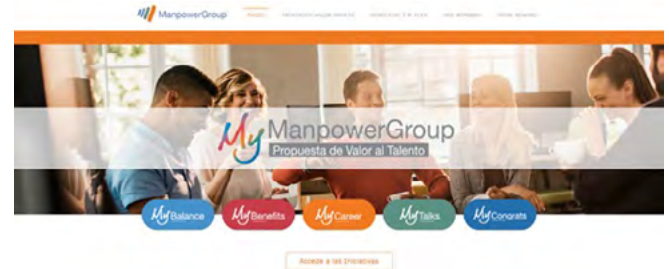 ManpowerGroup
My ManpowerGroup
Propuesta de Valor al Talento
My Balance
My Benefits
My Career
My Talks
My Congrats
Accede a las Iniciativas